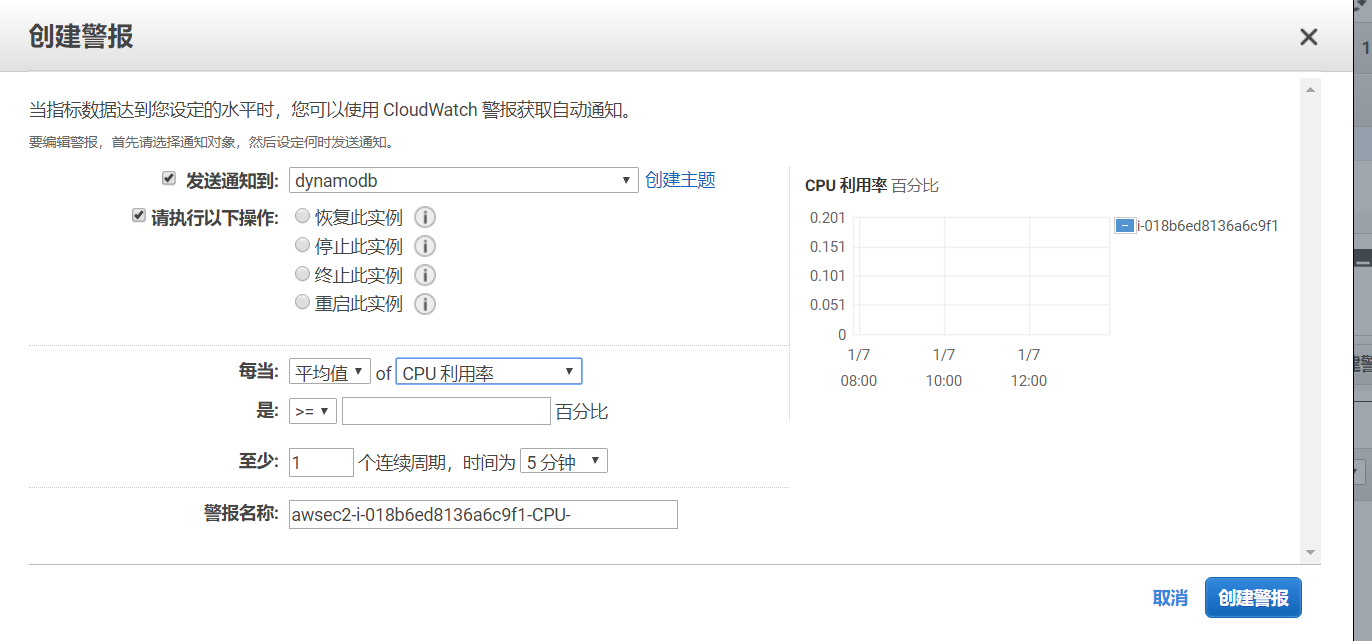 创建警报
当指标数据达到您设定的水平时，您可以使用 CloudWatch 警报获取自动通知。
要编辑警报，首先请选择通知对象，然后设定何时发送通知。
发送通知到: dynamodb 创建主题
请执行以下操作: 恢复此实例 i
停止此实例 i
终止此实例 i
重启此实例 i
每当: 平均值 of CPU 利用率
是: >= 百分比
至少: 1 个连续周期，时间为 5 分钟
警报名称: awsec2-i-018b6ed8136a6c9f1-CPU-
CPU 利用率 百分比
0.201
0.151
0.101
0.051
0
1/7 1/7 1/7
08:00 10:00 12:00
i-018b6ed8136a6c9f1
取消 创建警报
1